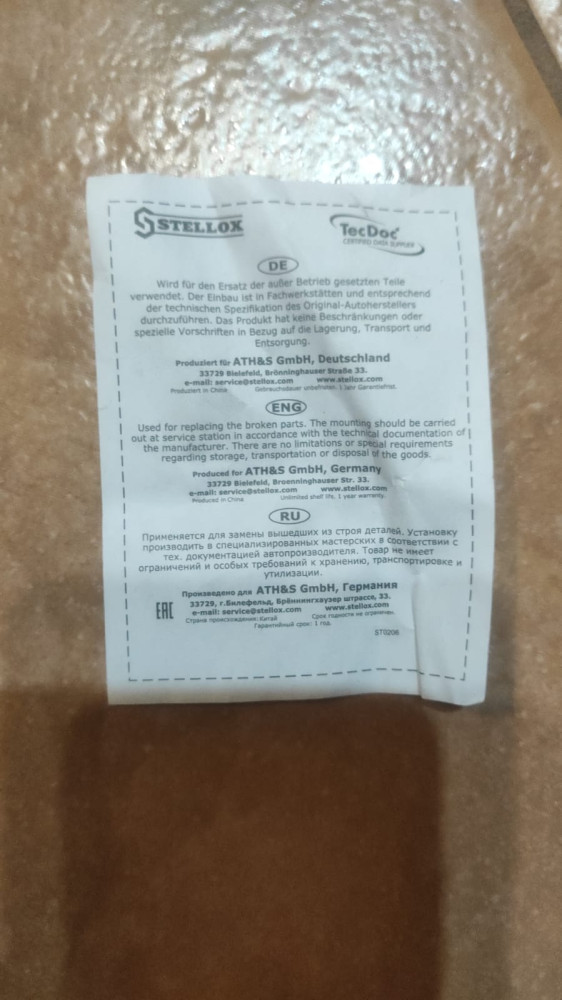 STELLOX
TecDoc
CERTIFIED DATA SUPPLIER
DE
Wird für den Ersatz der außer Betrieb gesetzten Teile
verwendet. Der Einbau ist in Fachwerkstätten und entsprechend
der technischen Spezifikation des Original-Autoherstellers
durchzuführen. Das Produkt hat keine Beschränkungen oder
spezielle Vorschriften in Bezug auf die Lagerung, Transport und
Entsorgung.
Produziert für ATH&S GmbH, Deutschland
33729 Bielefeld, Brönninghauser Straße 33.
e-mail: service@stellox.com www.stellox.com
Produziert in China Gebrauchsdauer unbefristet. 1 Jahr Garantiefrist.
ENG
Used for replacing the broken parts. The mounting should be carried
out at service station in accordance with the technical documentation of
the manufacturer. There are no limitations or special requirements
regarding storage, transportation or disposal of the goods.
Produced for ATH&S GmbH, Germany
33729 Bielefeld, Broenninghauser Str. 33.
e-mail: service@stellox.com www.stellox.com
Produced in China Unlimited shelf life. 1 year warranty.
RU
Применяется для замены вышедших из строя деталей. Установку
производить в специализированных мастерских в соответствии с
тех. документацией автопроизводителя. Товар не имеет
ограничений и особых требований к хранению, транспортировке и
утилизации.
Произведено для ATH&S GmbH, Германия
33729, г.Билефельд, Брённингхаузер штрассе, 33.
EAC e-mail: service@stellox.com www.stellox.com
Страна происхождения: Китай Срок годности не ограничен.
Гарантийный срок: 1 год.
ST0206